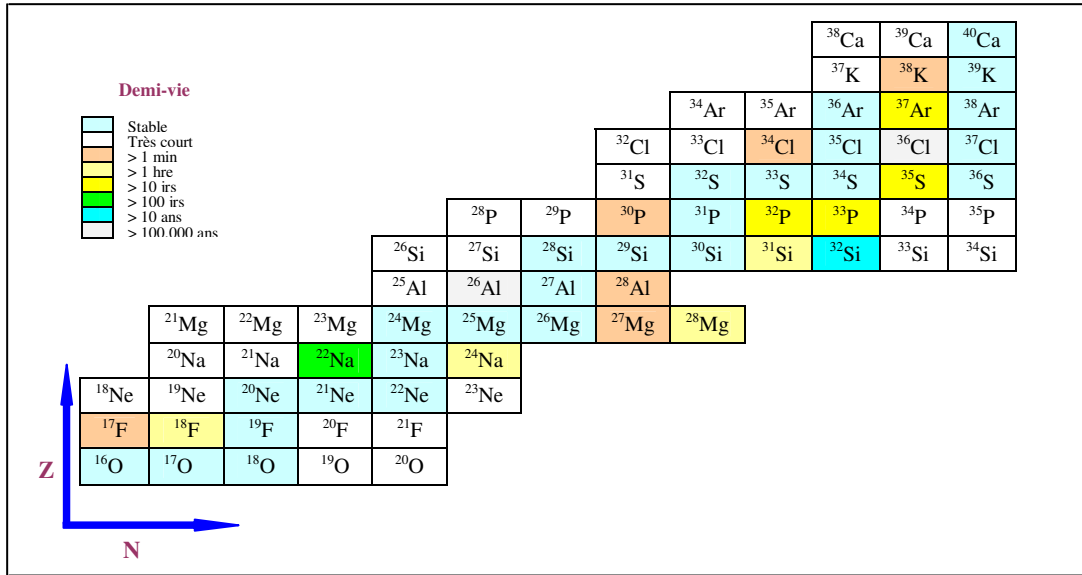 ³⁸Ca ³⁹Ca ⁴⁰Ca
³⁷K ³⁸K ³⁹K
Demi-vie
³⁴Ar ³⁵Ar ³⁶Ar ³⁷Ar ³⁸Ar
Stable
Très court
> 1 min
> 1 hre
> 10 irs
> 100 irs
> 10 ans
> 100.000 ans
³²Cl ³³Cl ³⁴Cl ³⁵Cl ³⁶Cl ³⁷Cl
³¹S ³²S ³³S ³⁴S ³⁵S ³⁶S
²⁸P ²⁹P ³⁰P ³¹P ³²P ³³P ³⁴P ³⁵P
²⁶Si ²⁷Si ²⁸Si ²⁹Si ³⁰Si ³¹Si ³²Si ³³Si ³⁴Si
²⁵Al ²⁶Al ²⁷Al ²⁸Al
²¹Mg ²²Mg ²³Mg ²⁴Mg ²⁵Mg ²⁶Mg ²⁷Mg ²⁸Mg
²⁰Na ²¹Na ²²Na ²³Na ²⁴Na
¹⁸Ne ¹⁹Ne ²⁰Ne ²¹Ne ²²Ne ²³Ne
¹⁷F ¹⁸F ¹⁹F ²⁰F ²¹F
¹⁶O ¹⁷O ¹⁸O ¹⁹O ²⁰O
Z
N